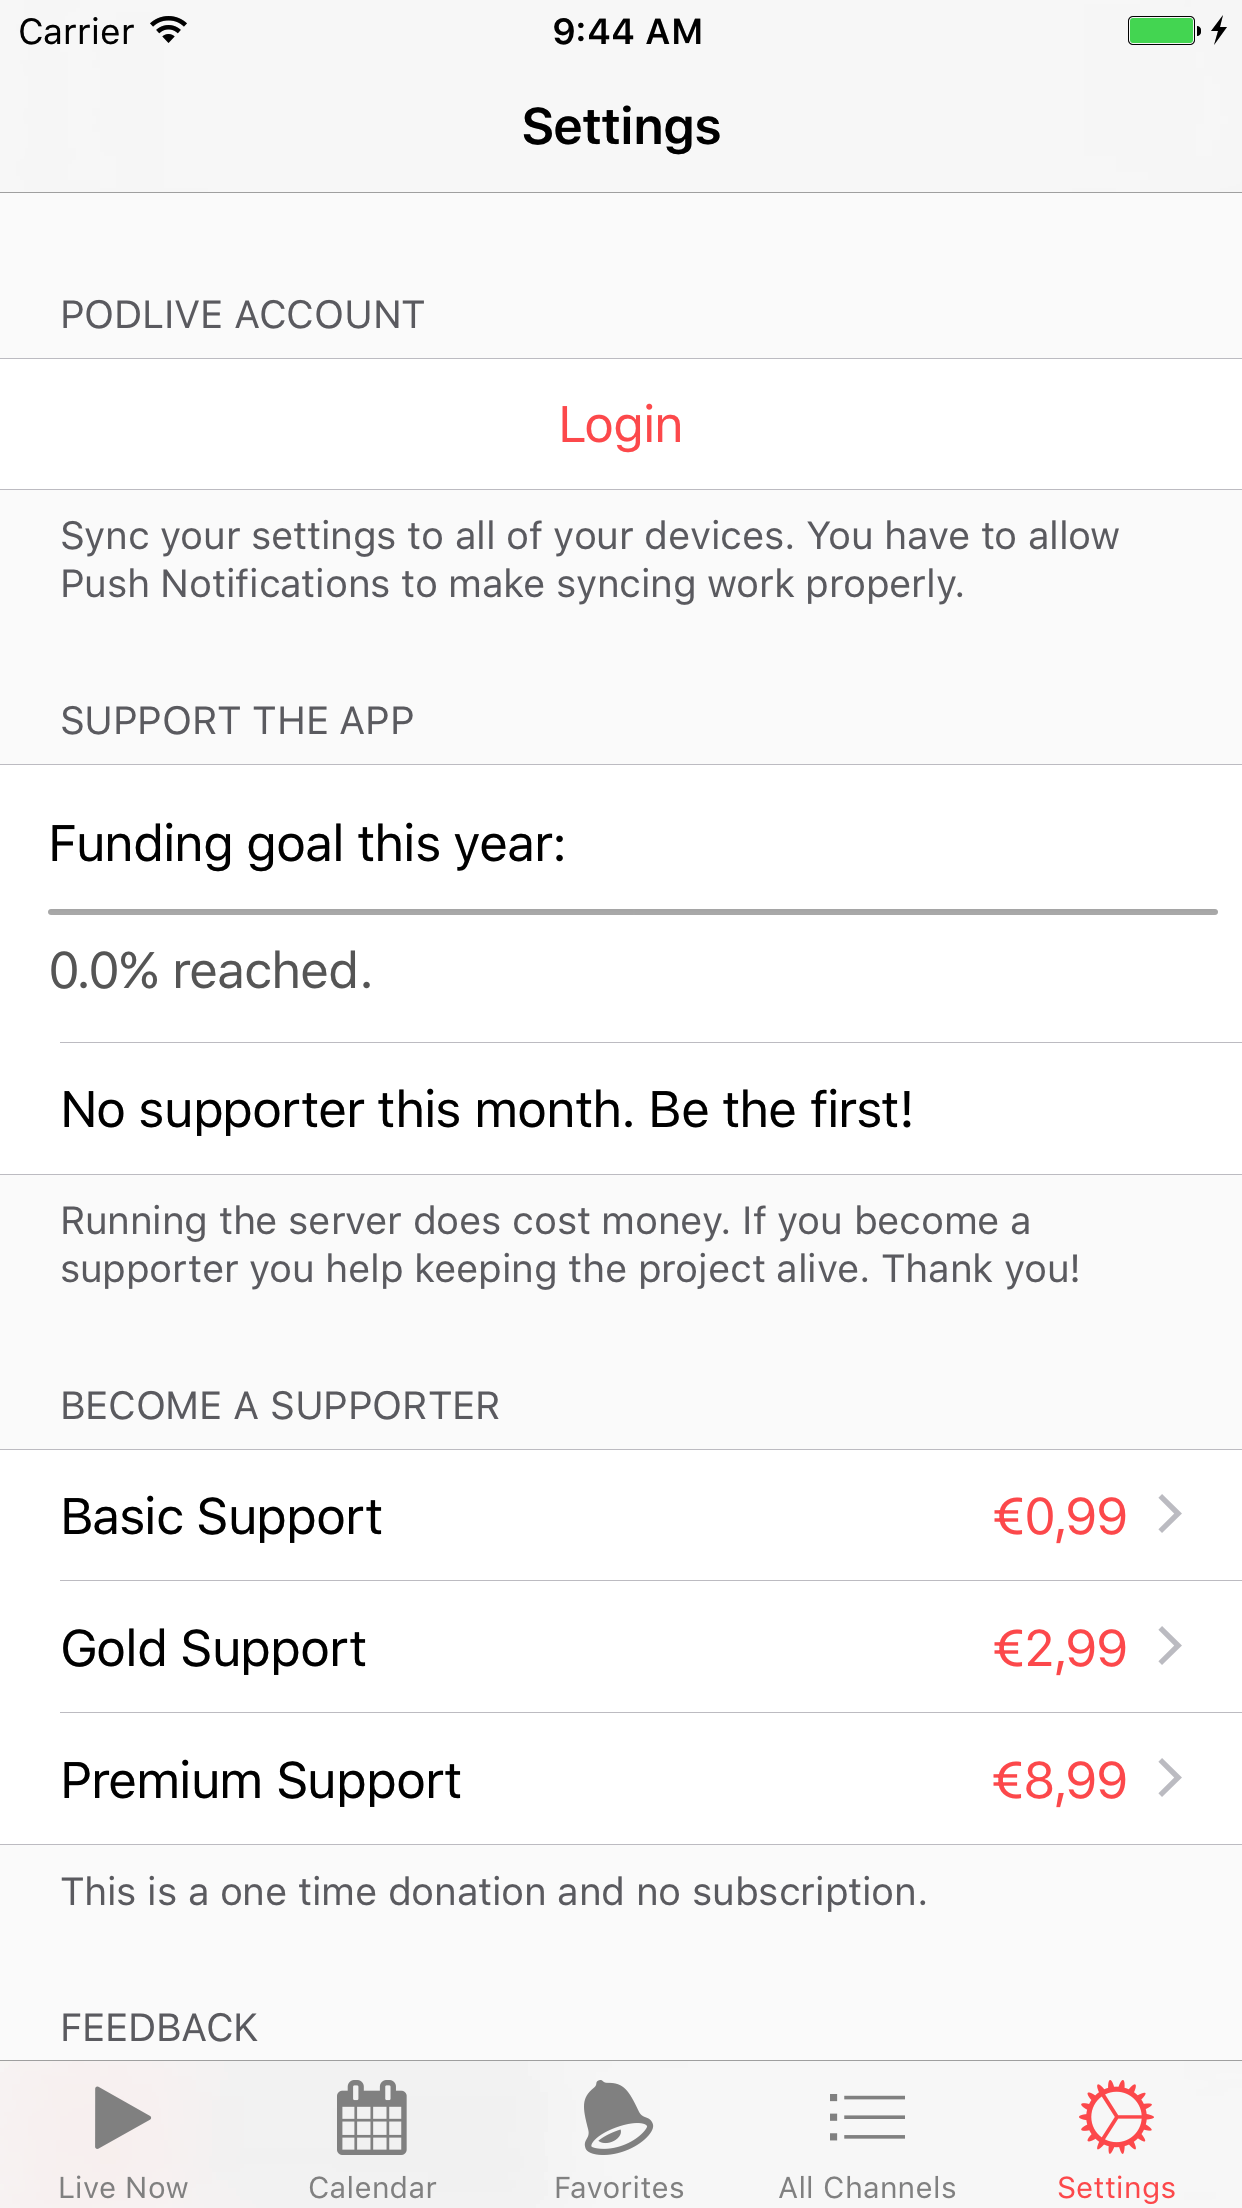 Carrier 9:44 AM
Settings
PODLIVE ACCOUNT
Login
Sync your settings to all of your devices. You have to allow
Push Notifications to make syncing work properly.
SUPPORT THE APP
Funding goal this year:
0.0% reached.
No supporter this month. Be the first!
Running the server does cost money. If you become a
supporter you help keeping the project alive. Thank you!
BECOME A SUPPORTER
Basic Support €0,99
Gold Support €2,99
Premium Support €8,99
This is a one time donation and no subscription.
FEEDBACK
Live Now Calendar Favorites All Channels Settings